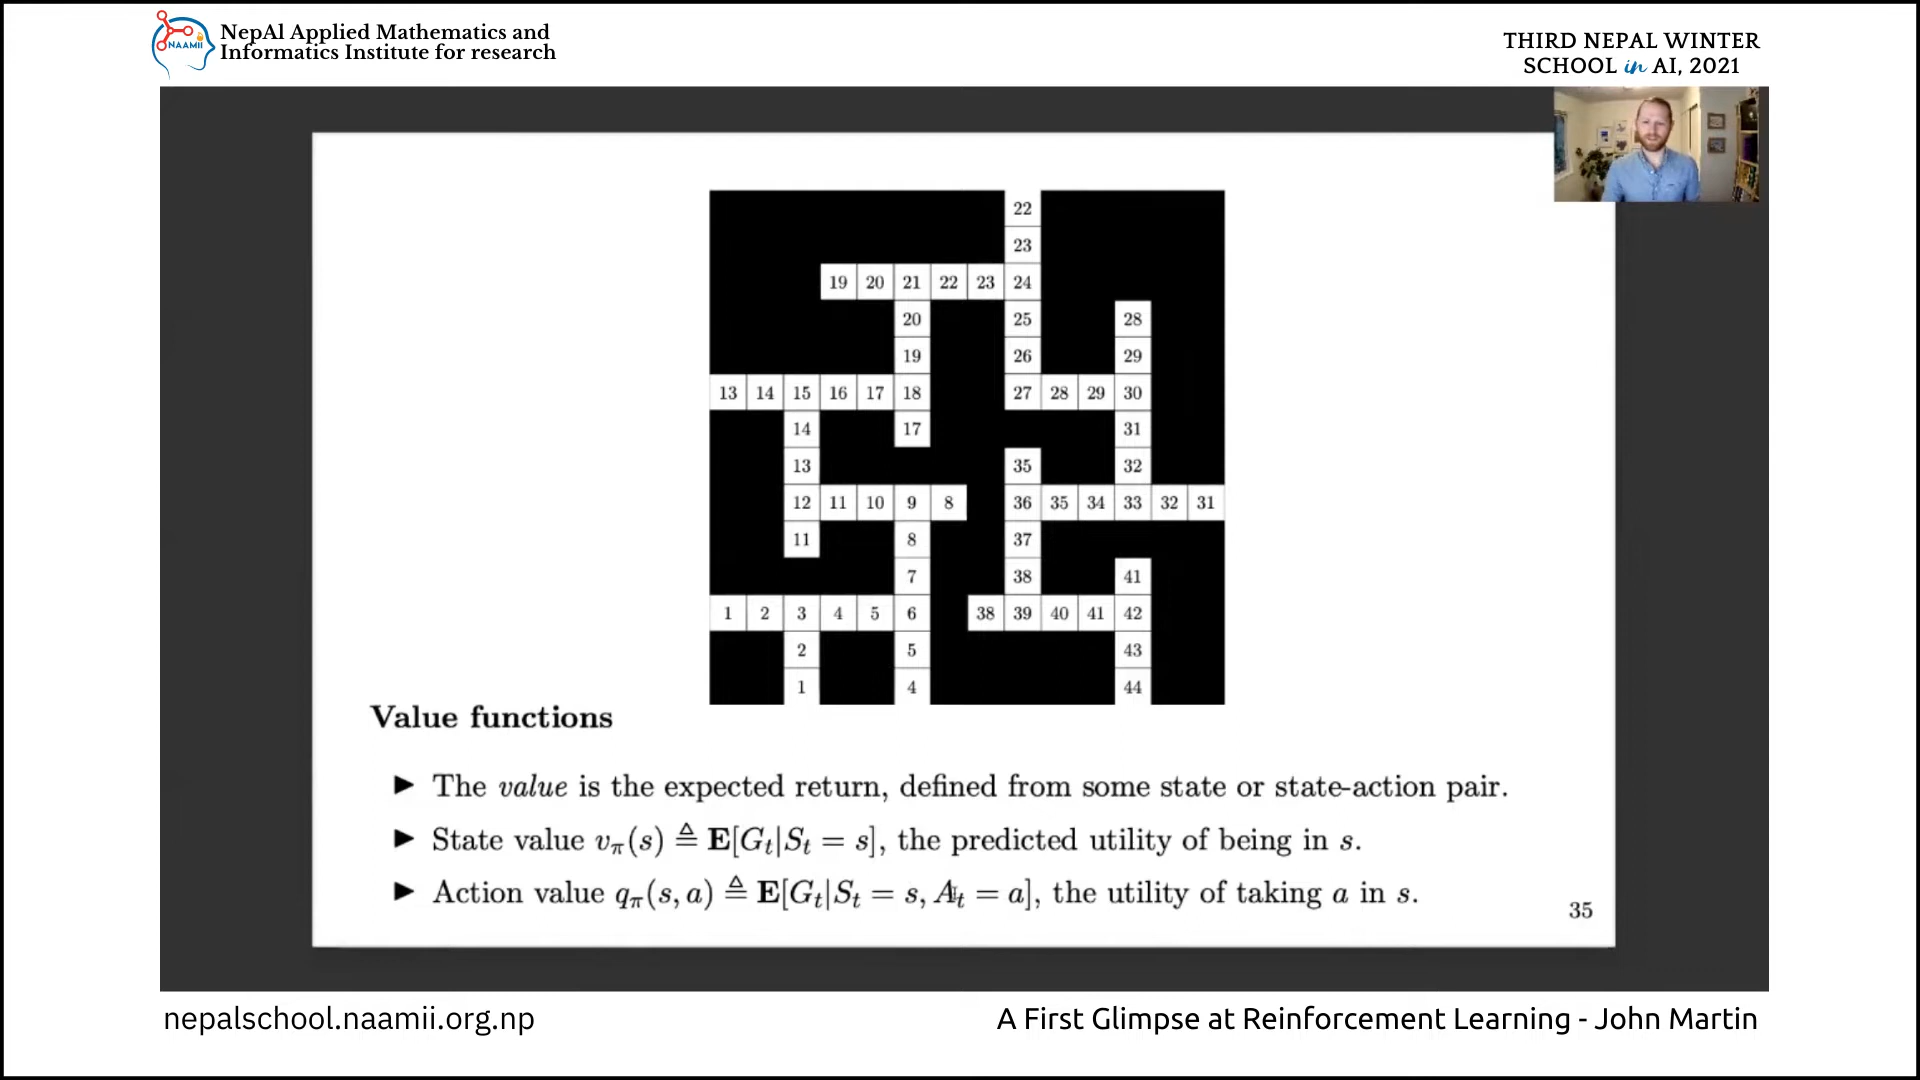 NAAMII
NepAl Applied Mathematics and
Informatics Institute for research
THIRD NEPAL WINTER
SCHOOL in AI, 2021
22
23
19 20 21 22 23 24
20 25 28
19 26 29
13 14 15 16 17 18 27 28 29 30
14 17 31
13 35 32
12 11 10 9 8 36 35 34 33 32 31
11 8 37
7 38 41
1 2 3 4 5 6 38 39 40 41 42
2 5 43
1 4 44
Value functions
▶ The value is the expected return, defined from some state or state-action pair.
▶ State value vπ(s) ≜ E[Gt|St = s], the predicted utility of being in s.
▶ Action value qπ(s, a) ≜ E[Gt|St = s, At = a], the utility of taking a in s.
35
nepalschool.naamii.org.np
A First Glimpse at Reinforcement Learning - John Martin